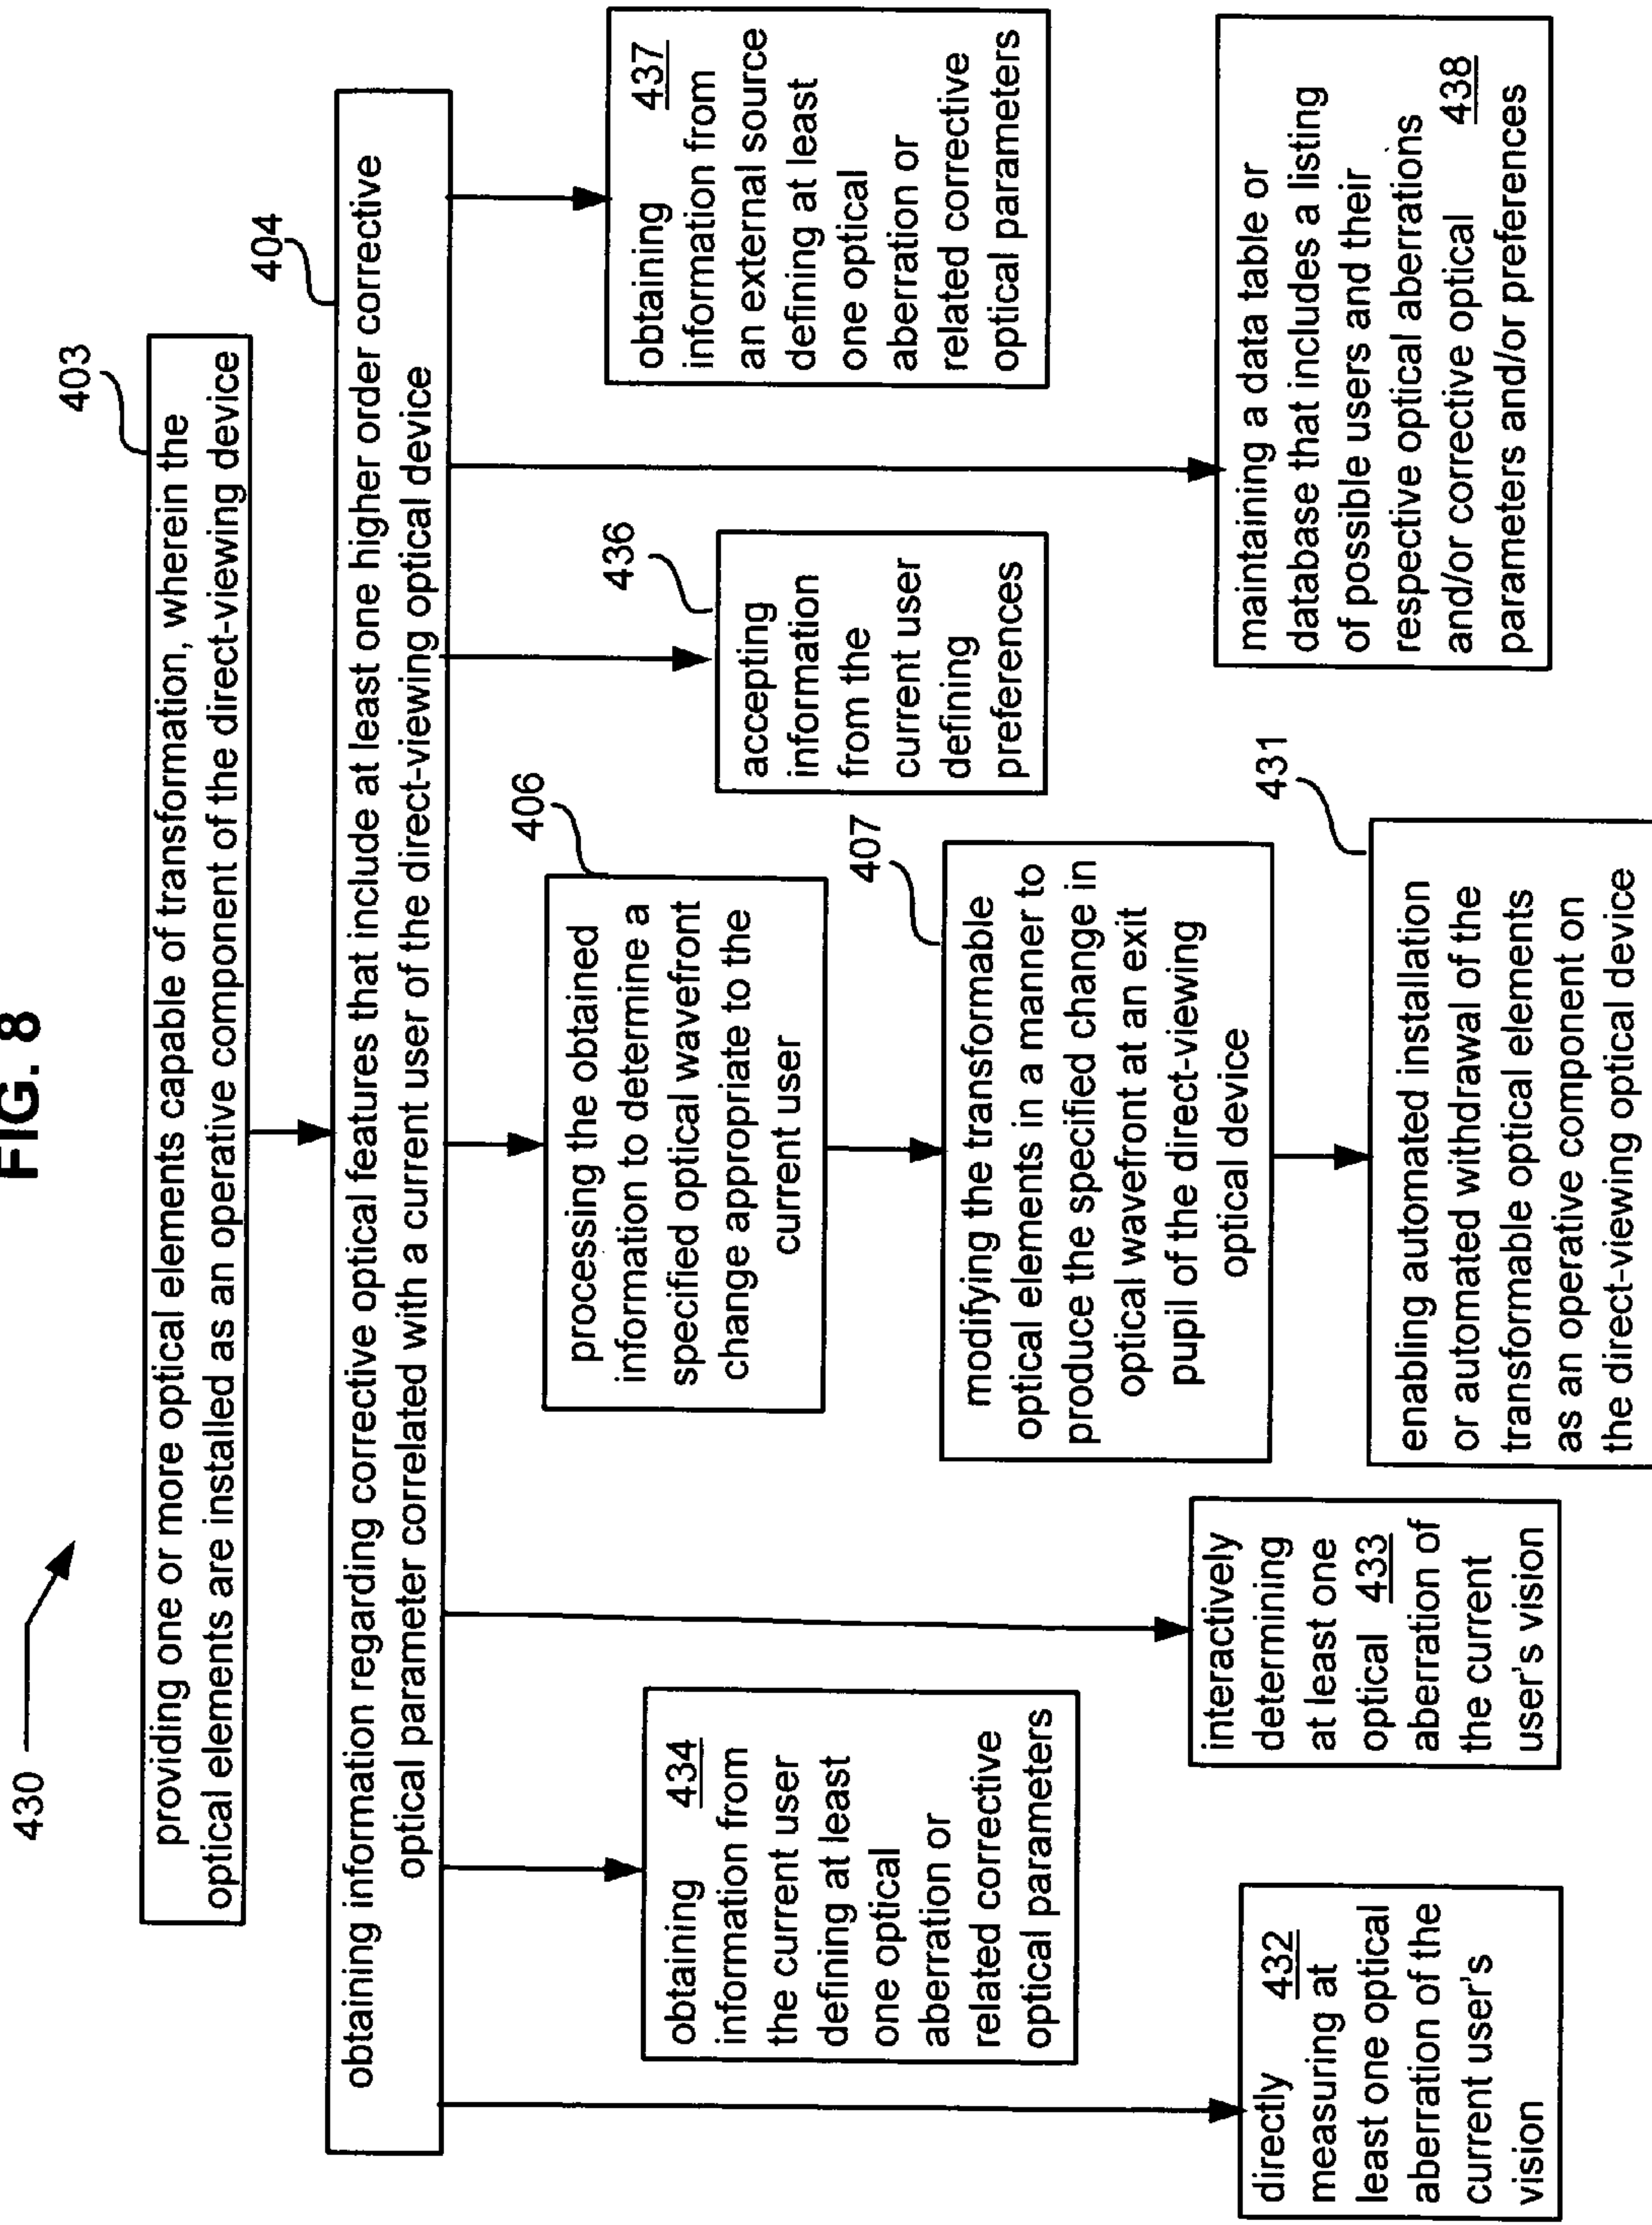 FIG. 8
430
403
providing one or more optical elements capable of transformation, wherein the
optical elements are installed as an operative component of the direct-viewing device
404
obtaining information regarding corrective optical features that include at least one higher order corrective
optical parameter correlated with a current user of the direct-viewing optical device
directly 432
measuring at
least one optical
aberration of the
current user's
vision
obtaining 434
information from
the current user
defining at least
one optical
aberration or
related corrective
optical parameters
interactively
determining
at least one
optical 433
aberration of
the current
user's vision
406
processing the obtained
information to determine a
specified optical wavefront
change appropriate to the
current user
407
modifying the transformable
optical elements in a manner to
produce the specified change in
optical wavefront at an exit
pupil of the direct-viewing
optical device
431
enabling automated installation
or automated withdrawal of the
transformable optical elements
as an operative component on
the direct-viewing optical device
436
accepting
information
from the
current user
defining
preferences
obtaining 437
information from
an external source
defining at least
one optical
aberration or
related corrective
optical parameters
maintaining a data table or
database that includes a listing
of possible users and their
respective optical aberrations
and/or corrective optical 438
parameters and/or preferences